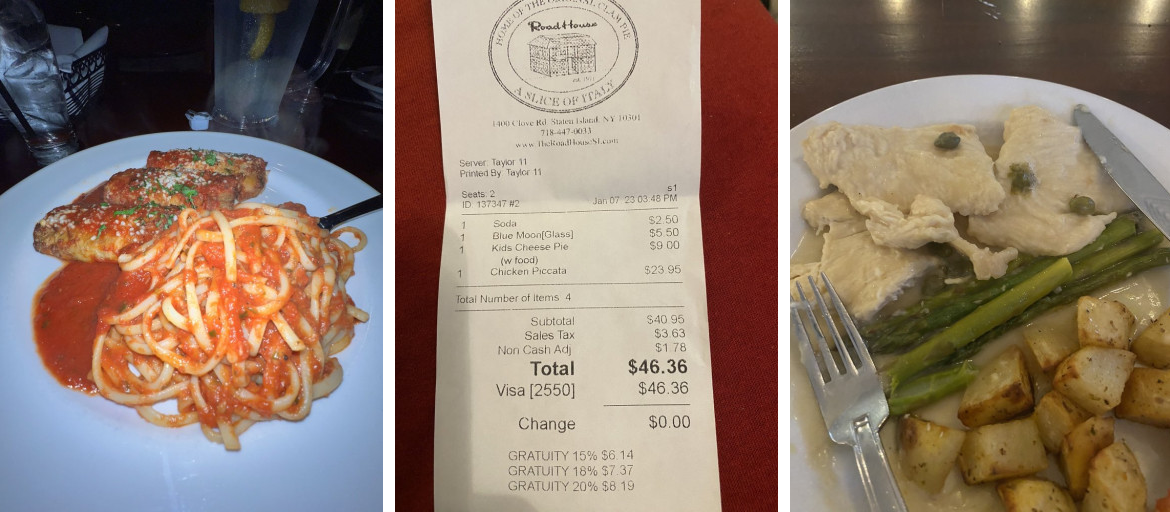 HOME OF THE ORIGINAL CLAM PIE
RoadHouse
A SLICE OF ITALY
1400 Clove Rd. Staten Island, NY 10301
718-447-0033
www.TheRoadHouseSI.com
Server: Taylor 11
Printed By: Taylor 11
s1
Seats: 2
ID: 137347 #2 Jan 07, 23 03:48 PM
1 Soda $2.50
1 Blue Moon[Glass] $5.50
1 Kids Cheese Pie $9.00
(w food)
1 Chicken Piccata $23.95
Total Number of Items 4
Subtotal $40.95
Sales Tax $3.63
Non Cash Adj $1.78
Total $46.36
Visa [2550] $46.36
Change $0.00
GRATUITY 15% $6.14
GRATUITY 18% $7.37
GRATUITY 20% $8.19